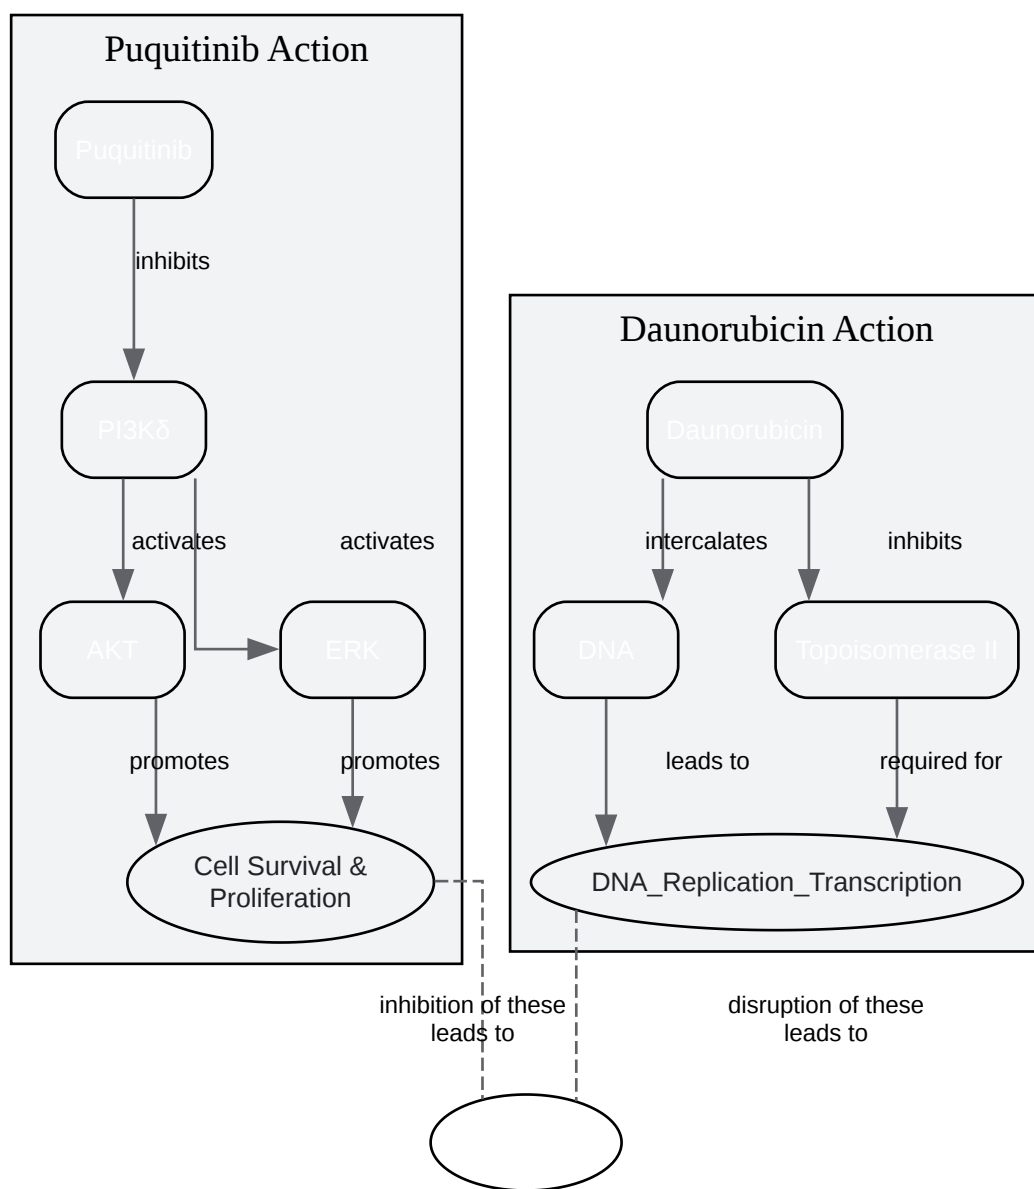 Puquitinib Action
Puquitinib
inhibits
PI3Kδ
activates
activates
AKT
ERK
promotes
promotes
Cell Survival &
Proliferation
Daunorubicin Action
Daunorubicin
intercalates
inhibits
DNA
Topoisomerase II
leads to
required for
DNA_Replication_Transcription
inhibition of these
leads to
disruption of these
leads to